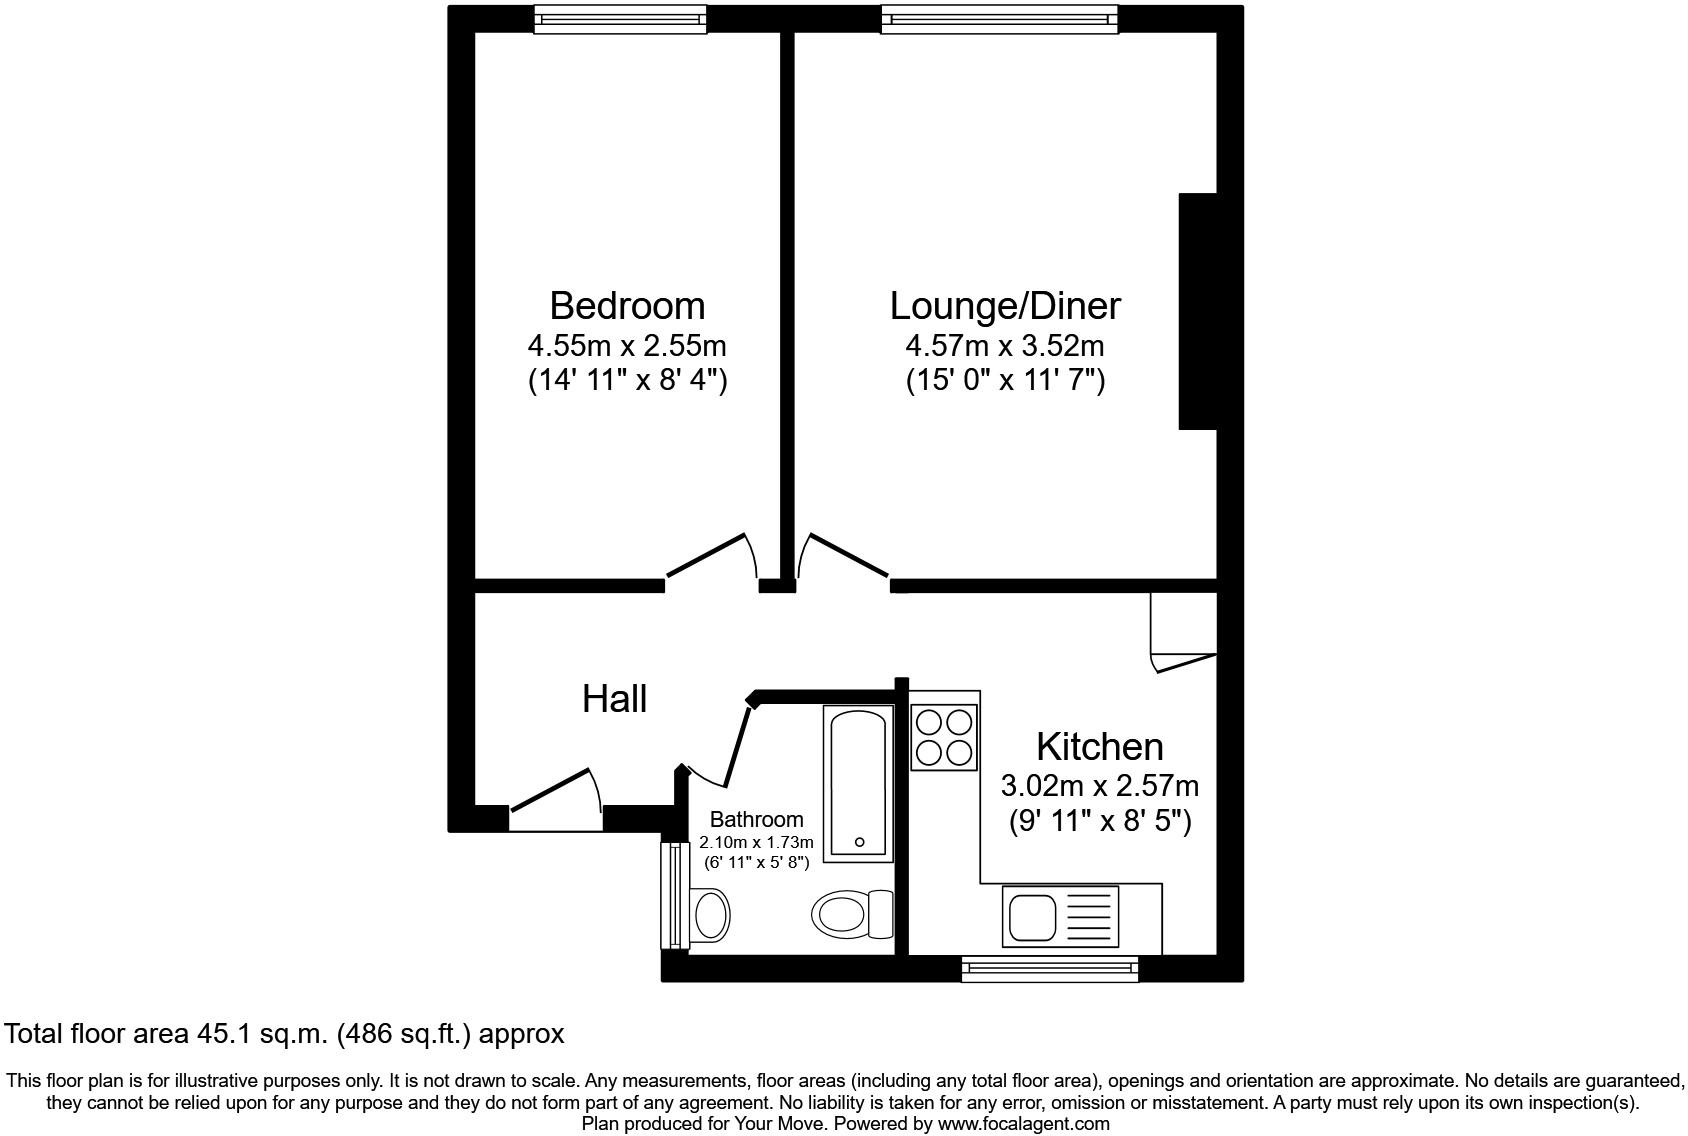 Bedroom
4.55m x 2.55m
(14' 11" x 8' 4")
Lounge/Diner
4.57m x 3.52m
(15' 0" x 11' 7")
Hall
Kitchen
3.02m x 2.57m
(9' 11" x 8' 5")
Bathroom
2.10m x 1.73m
(6' 11" x 5' 8")
Total floor area 45.1 sq.m. (486 sq.ft.) approx
This floor plan is for illustrative purposes only. It is not drawn to scale. Any measurements, floor areas (including any total floor area), openings and orientation are approximate. No details are guaranteed,
they cannot be relied upon for any purpose and they do not form part of any agreement. No liability is taken for any error, omission or misstatement. A party must rely upon its own inspection(s).
Plan produced for Your Move. Powered by www.focalagent.com